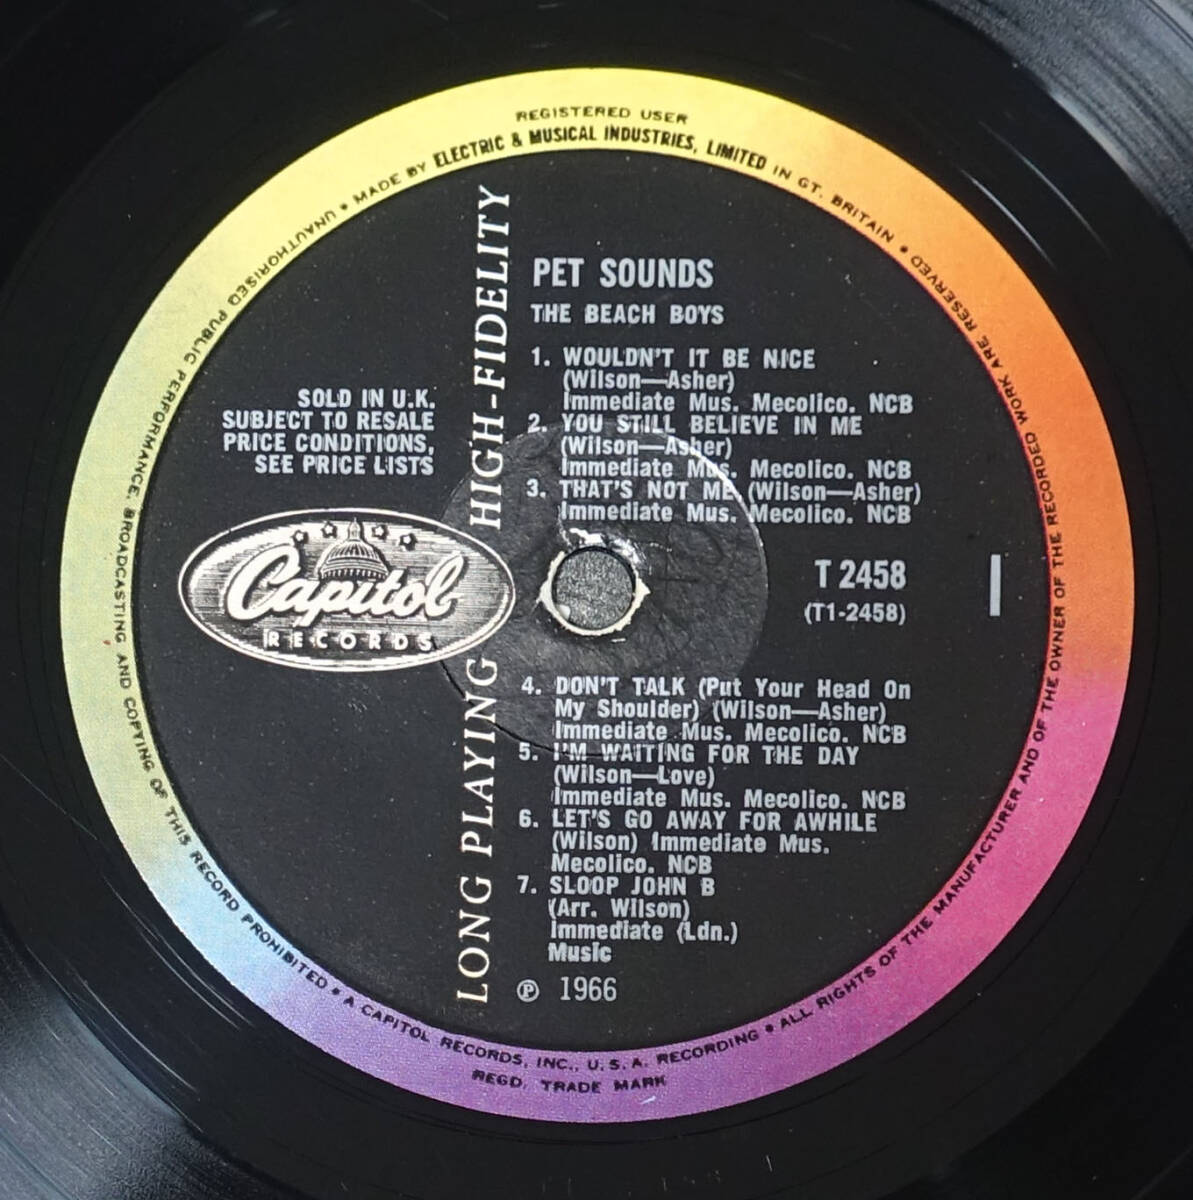 REGISTERED USER
UNAUTHORISED PUBLIC PERFORMANCE, BROADCASTING AND COPYING OF THIS RECORD PROHIBITED • MADE BY ELECTRIC & MUSICAL INDUSTRIES, LIMITED IN GT. BRITAIN •
ALL RIGHTS OF THE MANUFACTURER AND OF THE OWNER OF THE RECORDED WORK ARE RESERVED •
PET SOUNDS
THE BEACH BOYS
1. WOULDN'T IT BE NICE
(Wilson—Asher)
Immediate Mus. Mecolico. NCB
2. YOU STILL BELIEVE IN ME
(Wilson—Asher)
Immediate Mus. Mecolico. NCB
3. THAT'S NOT ME (Wilson—Asher)
Immediate Mus. Mecolico. NCB
SOLD IN U.K.
SUBJECT TO RESALE
PRICE CONDITIONS,
SEE PRICE LISTS
LONG PLAYING HIGH-FIDELITY
Capitol
RECORDS
T 2458
(T1-2458)
1
4. DON'T TALK (Put Your Head On
My Shoulder) (Wilson—Asher)
Immediate Mus. Mecolico. NCB
5. I'M WAITING FOR THE DAY
(Wilson—Love)
Immediate Mus. Mecolico. NCB
6. LET'S GO AWAY FOR AWHILE
(Wilson) Immediate Mus.
Mecolico. NCB
7. SLOOP JOHN B
(Arr. Wilson)
Immediate (Ldn.)
Music
℗ 1966
• A CAPITOL RECORDS, INC., U.S.A. RECORDING •
REGD. TRADE MARK